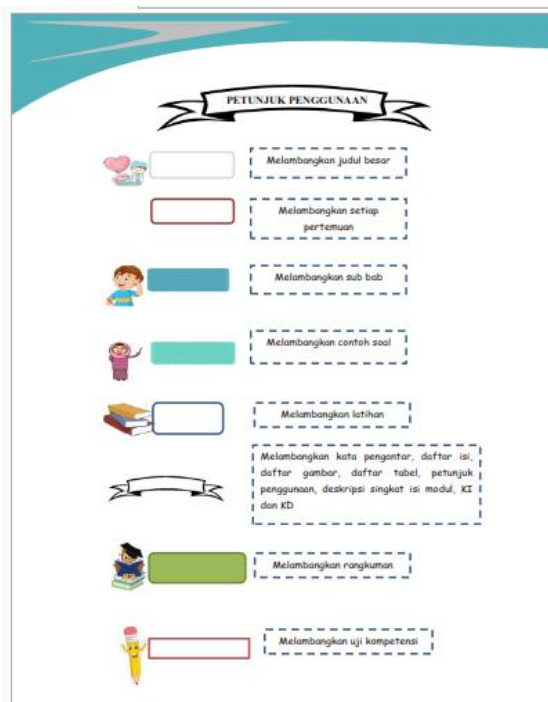 PETUNJUK PENGGUNAAN
Melambangkan judul besar
Melambangkan setiap
pertemuan
Melambangkan sub bab
Melambangkan contoh soal
Melambangkan latihan
Melambangkan kata pengantar, daftar isi,
daftar gambar, daftar tabel, petunjuk
penggunaan, deskripsi singkat isi modul, KI
dan KD
Melambangkan rangkuman
Melambangkan uji kompetensi